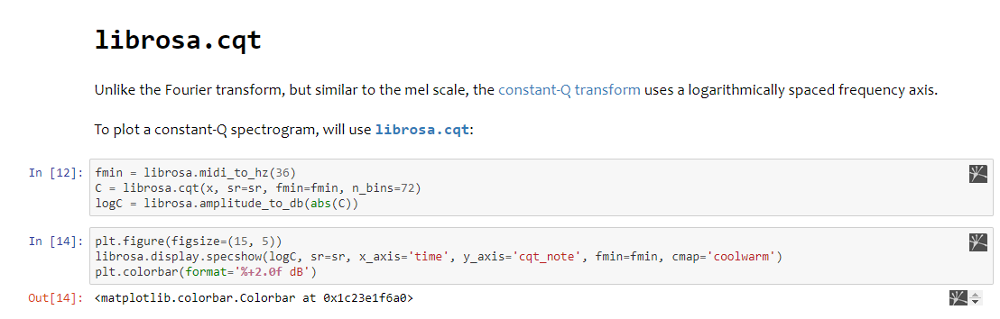 librosa.cqt
Unlike the Fourier transform, but similar to the mel scale, the constant-Q transform uses a logarithmically spaced frequency axis.
To plot a constant-Q spectrogram, will use librosa.cqt:
In [12]: fmin = librosa.midi_to_hz(36)
C = librosa.cqt(x, sr=sr, fmin=fmin, n_bins=72)
logC = librosa.amplitude_to_db(abs(C))
In [14]: plt.figure(figsize=(15, 5))
librosa.display.specshow(logC, sr=sr, x_axis='time', y_axis='cqt_note', fmin=fmin, cmap='coolwarm')
plt.colorbar(format='%+2.0f dB')
Out[14]: <matplotlib.colorbar.Colorbar at 0x1c23e1f6a0>